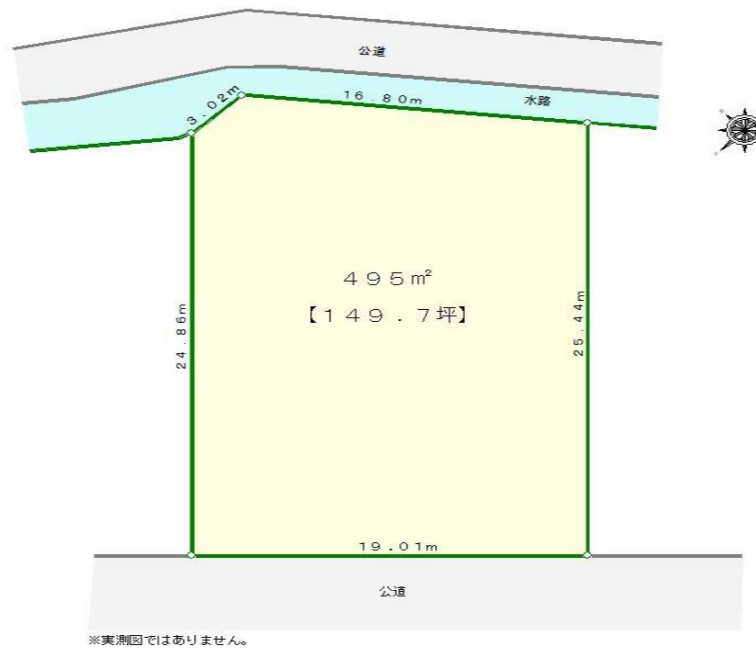 公道
3.02m
16.80m
水路
495㎡
【149.7坪】
24.86m
25.44m
19.01m
公道
※実測図ではありません。